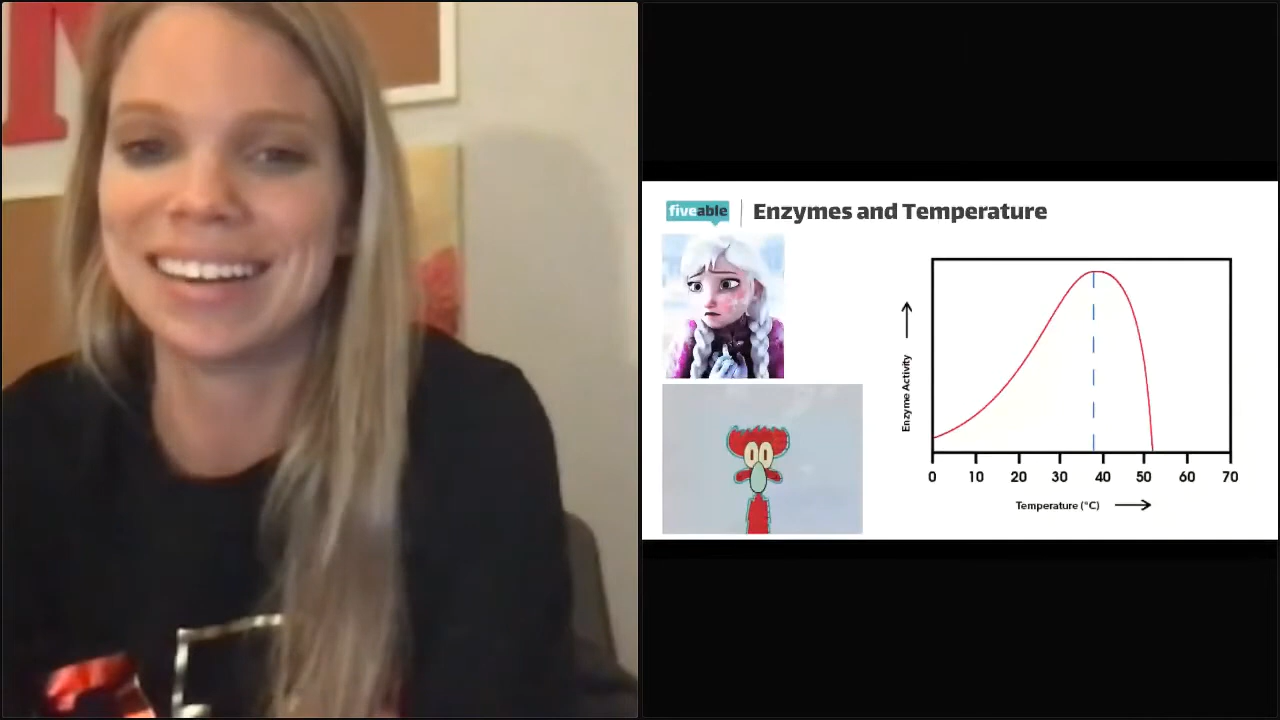 fiveable
Enzymes and Temperature
Enzyme Activity
0 10 20 30 40 50 60 70
Temperature (°C)